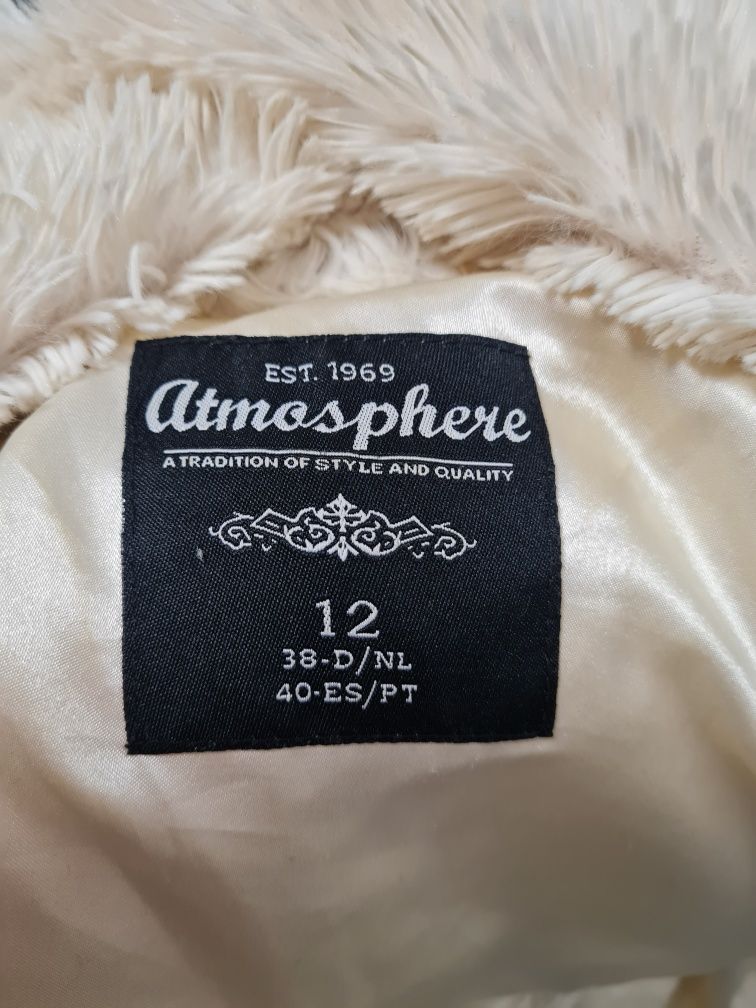 EST. 1969
Atmosphere
A TRADITION OF STYLE AND QUALITY
12
38-D/NL
40-ES/PT